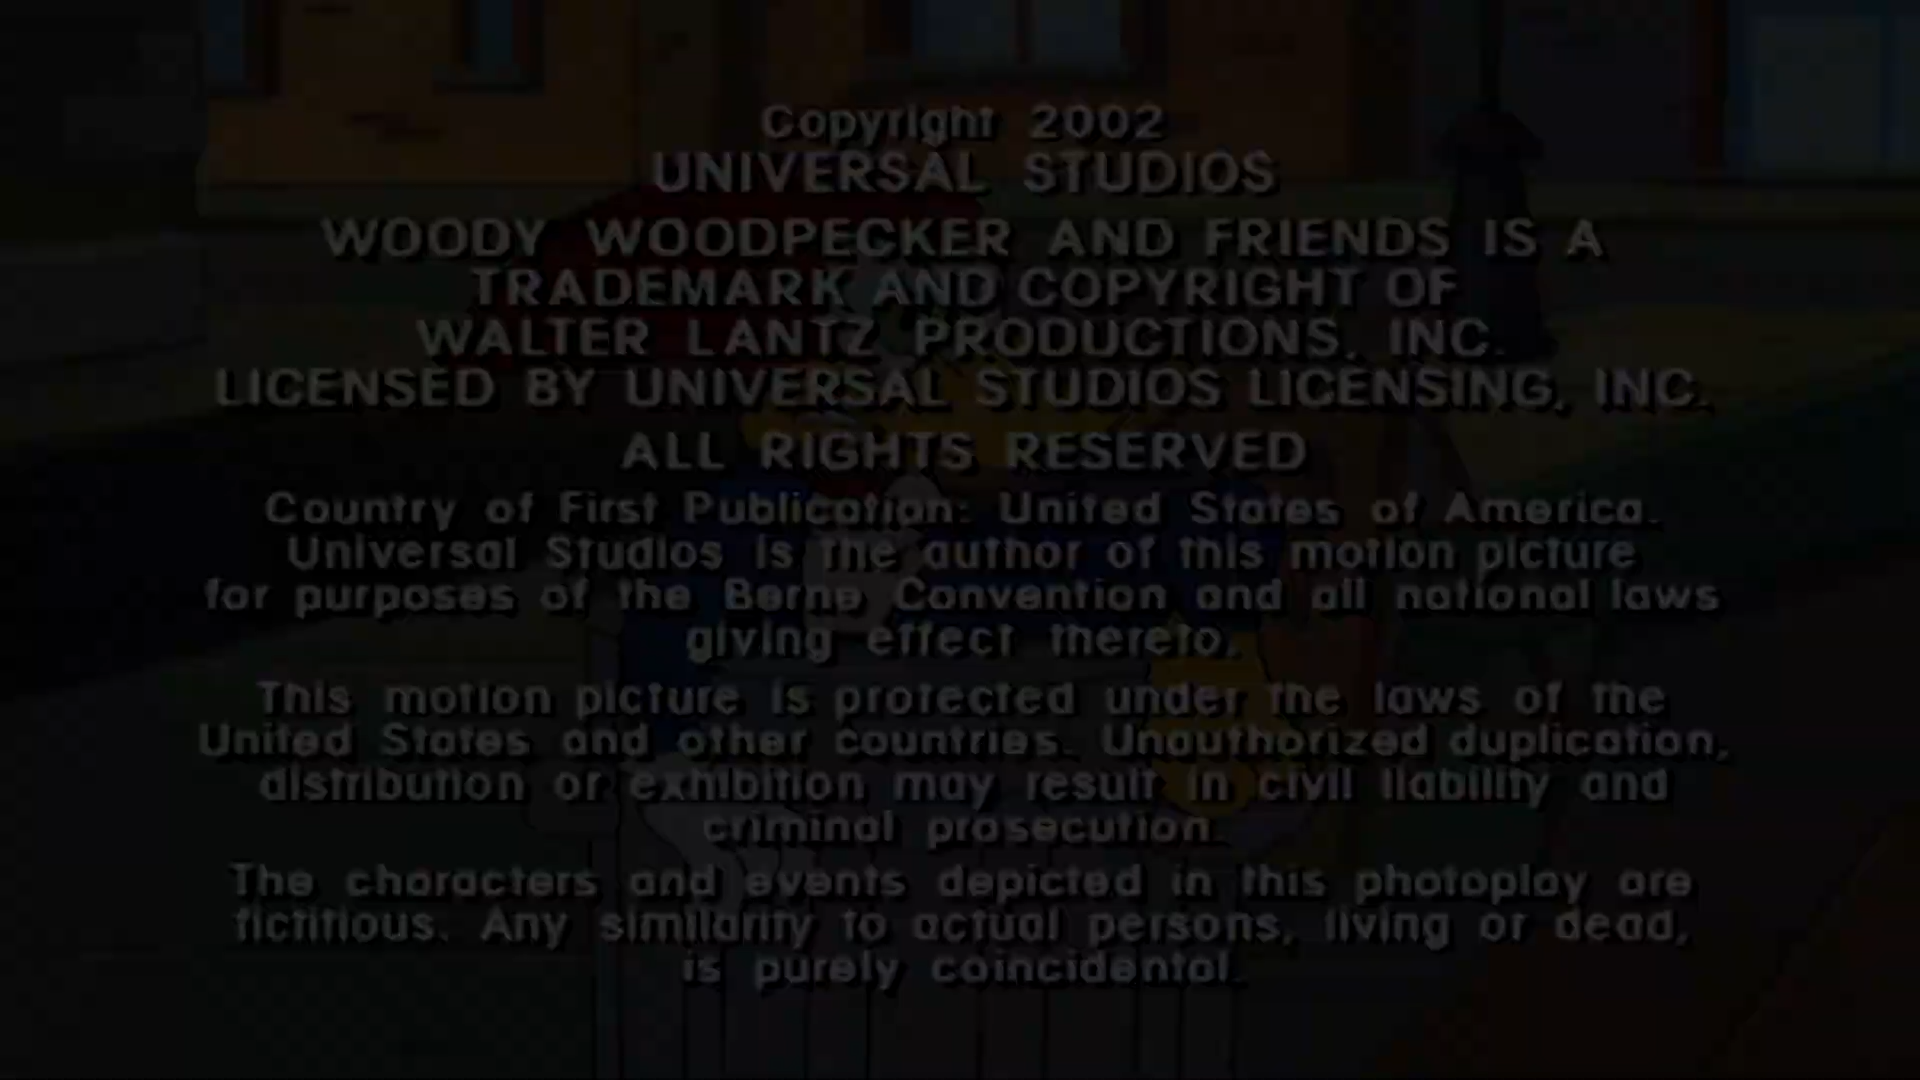 Copyright 2002
UNIVERSAL STUDIOS
WOODY WOODPECKER AND FRIENDS IS A
TRADEMARK AND COPYRIGHT OF
WALTER LANTZ PRODUCTIONS, INC.
LICENSED BY UNIVERSAL STUDIOS LICENSING, INC.
ALL RIGHTS RESERVED
Country of First Publication: United States of America.
Universal Studios is the author of this motion picture
for purposes of the Berne Convention and all national laws
giving effect thereto.
This motion picture is protected under the laws of the
United States and other countries. Unauthorized duplication,
distribution or exhibition may result in civil liability and
criminal prosecution.
The characters and events depicted in this photoplay are
fictitious. Any similarity to actual persons, living or dead,
is purely coincidental.